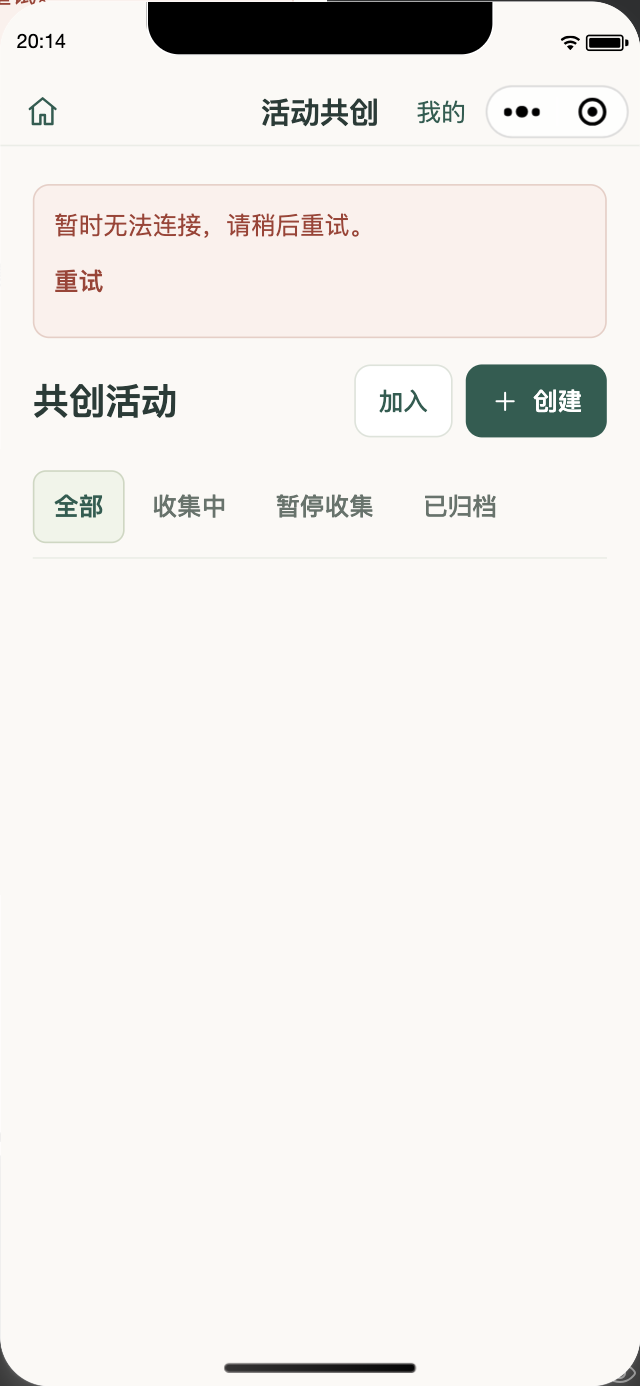 重试。
20:14
活动共创
我的
暂时无法连接，请稍后重试。
重试
共创活动
加入
＋ 创建
全部
收集中
暂停收集
已归档